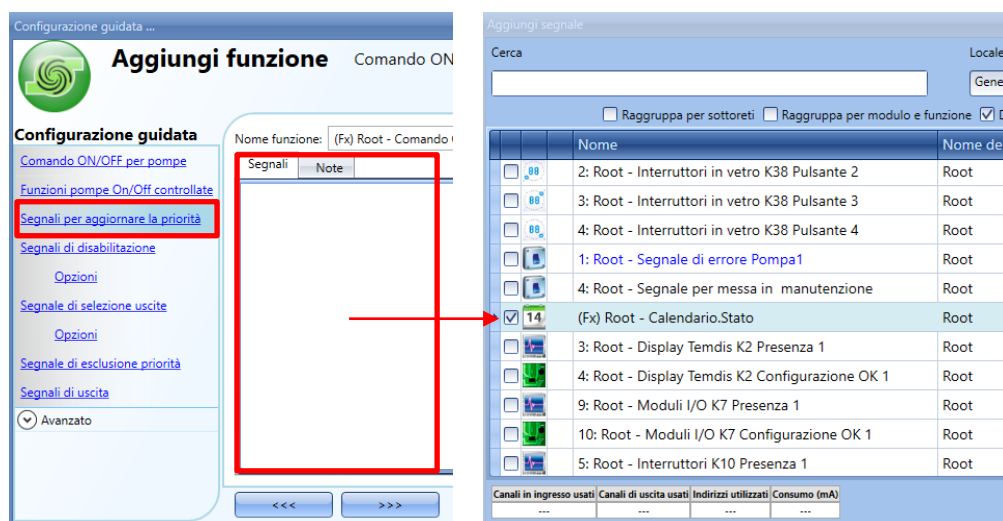 Configurazione guidata ...
Aggiungi funzione Comando ON
Configurazione guidata
Comando ON/OFF per pompe
Funzioni pompe On/Off controllate
Segnali per aggiornare la priorità
Segnali di disabilitazione
Opzioni
Segnale di selezione uscite
Opzioni
Segnale di esclusione priorità
Segnali di uscita
Avanzato
Nome funzione: (Fx) Root - Comando
Segnali Note
<<< >>>
Aggiungi segnale
Cerca Locale
Gene
Raggruppa per sottoreti Raggruppa per modulo e funzione D
Nome Nome de
2: Root - Interruttori in vetro K38 Pulsante 2 Root
3: Root - Interruttori in vetro K38 Pulsante 3 Root
4: Root - Interruttori in vetro K38 Pulsante 4 Root
1: Root - Segnale di errore Pompa1 Root
4: Root - Segnale per messa in manutenzione Root
14 (Fx) Root - Calendario.Stato Root
3: Root - Display Temdis K2 Presenza 1 Root
4: Root - Display Temdis K2 Configurazione OK 1 Root
9: Root - Moduli I/O K7 Presenza 1 Root
10: Root - Moduli I/O K7 Configurazione OK 1 Root
5: Root - Interruttori K10 Presenza 1 Root
Canali in ingresso usati Canali di uscita usati Indirizzi utilizzati Consumo (mA)
--- --- --- ---